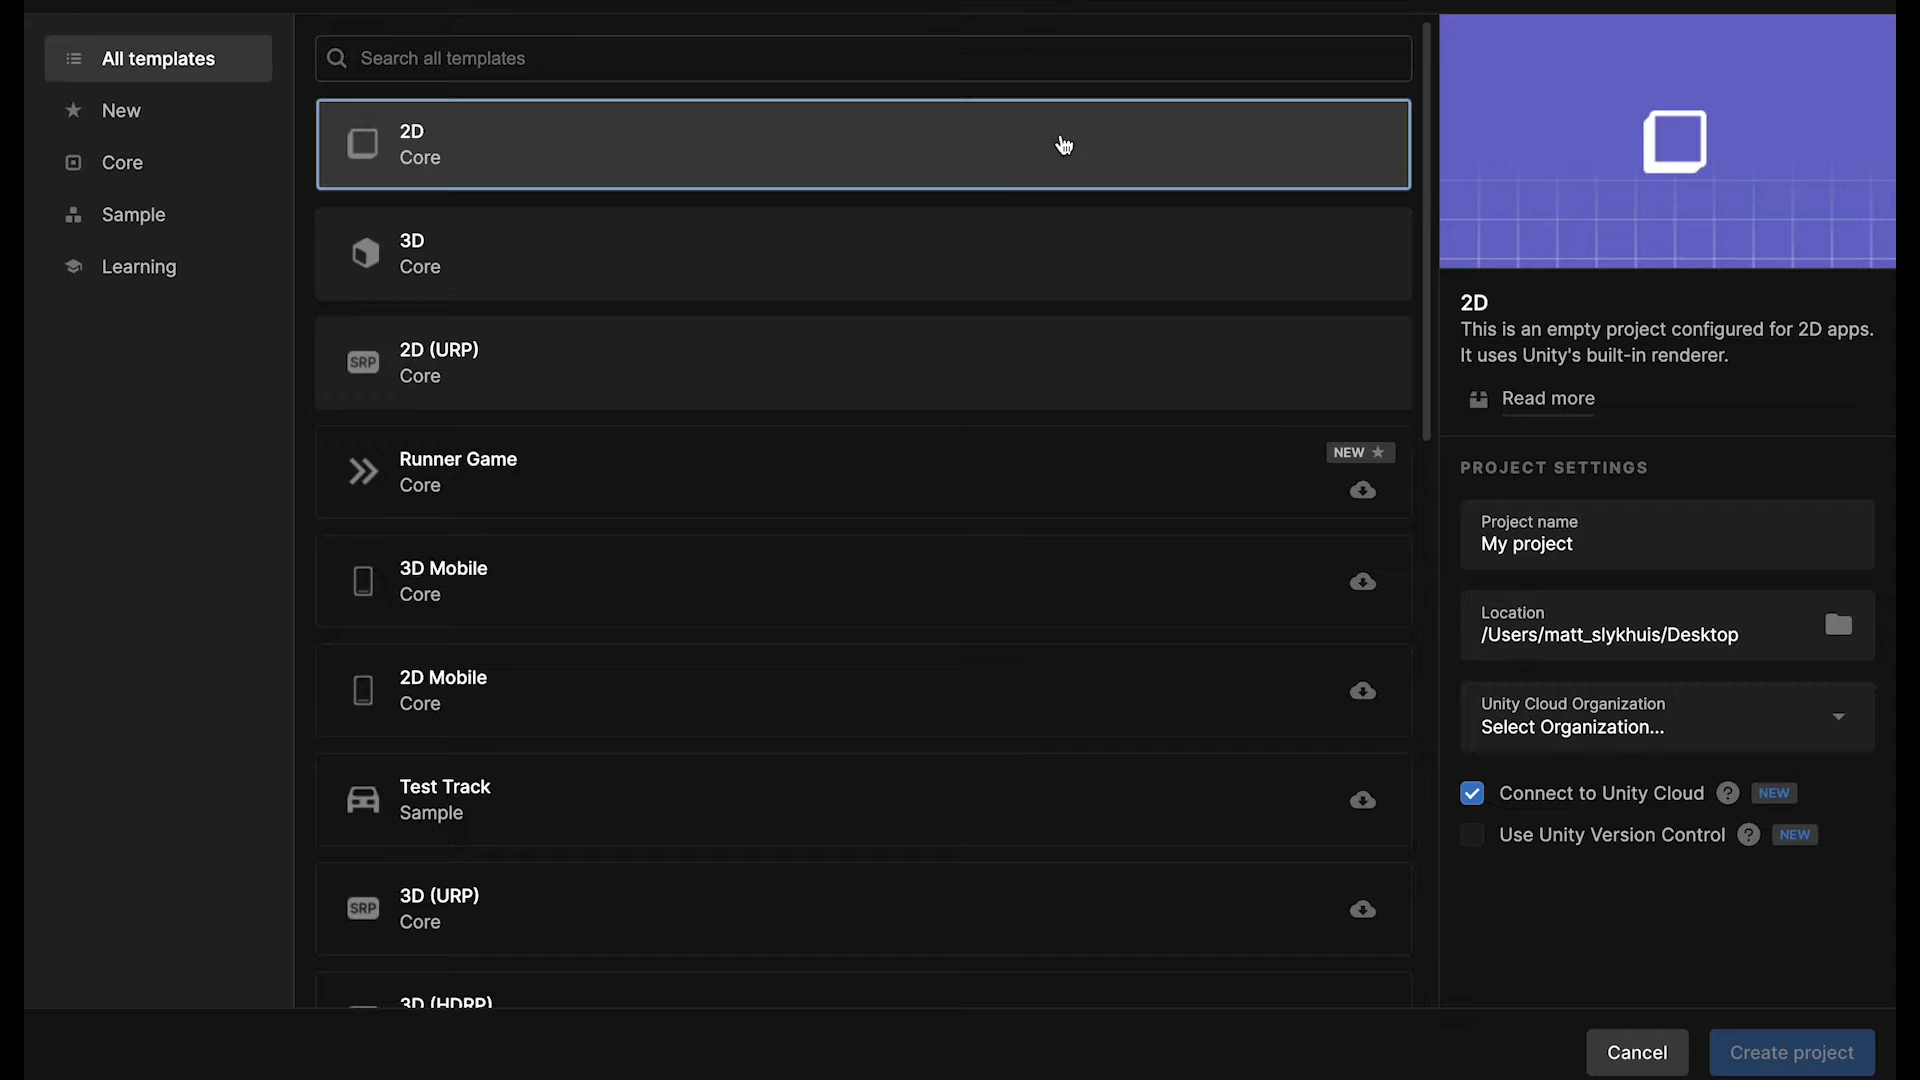 All templates
New
Core
Sample
Learning
Search all templates
2D
Core
3D
Core
SRP
2D (URP)
Core
Runner Game
Core
NEW
3D Mobile
Core
2D Mobile
Core
Test Track
Sample
SRP
3D (URP)
Core
3D (HDRP)
2D
This is an empty project configured for 2D apps.
It uses Unity's built-in renderer.
Read more
PROJECT SETTINGS
Project name
My project
Location
/Users/matt_slykhuis/Desktop
Unity Cloud Organization
Select Organization...
Connect to Unity Cloud ? NEW
Use Unity Version Control ? NEW
Cancel
Create project